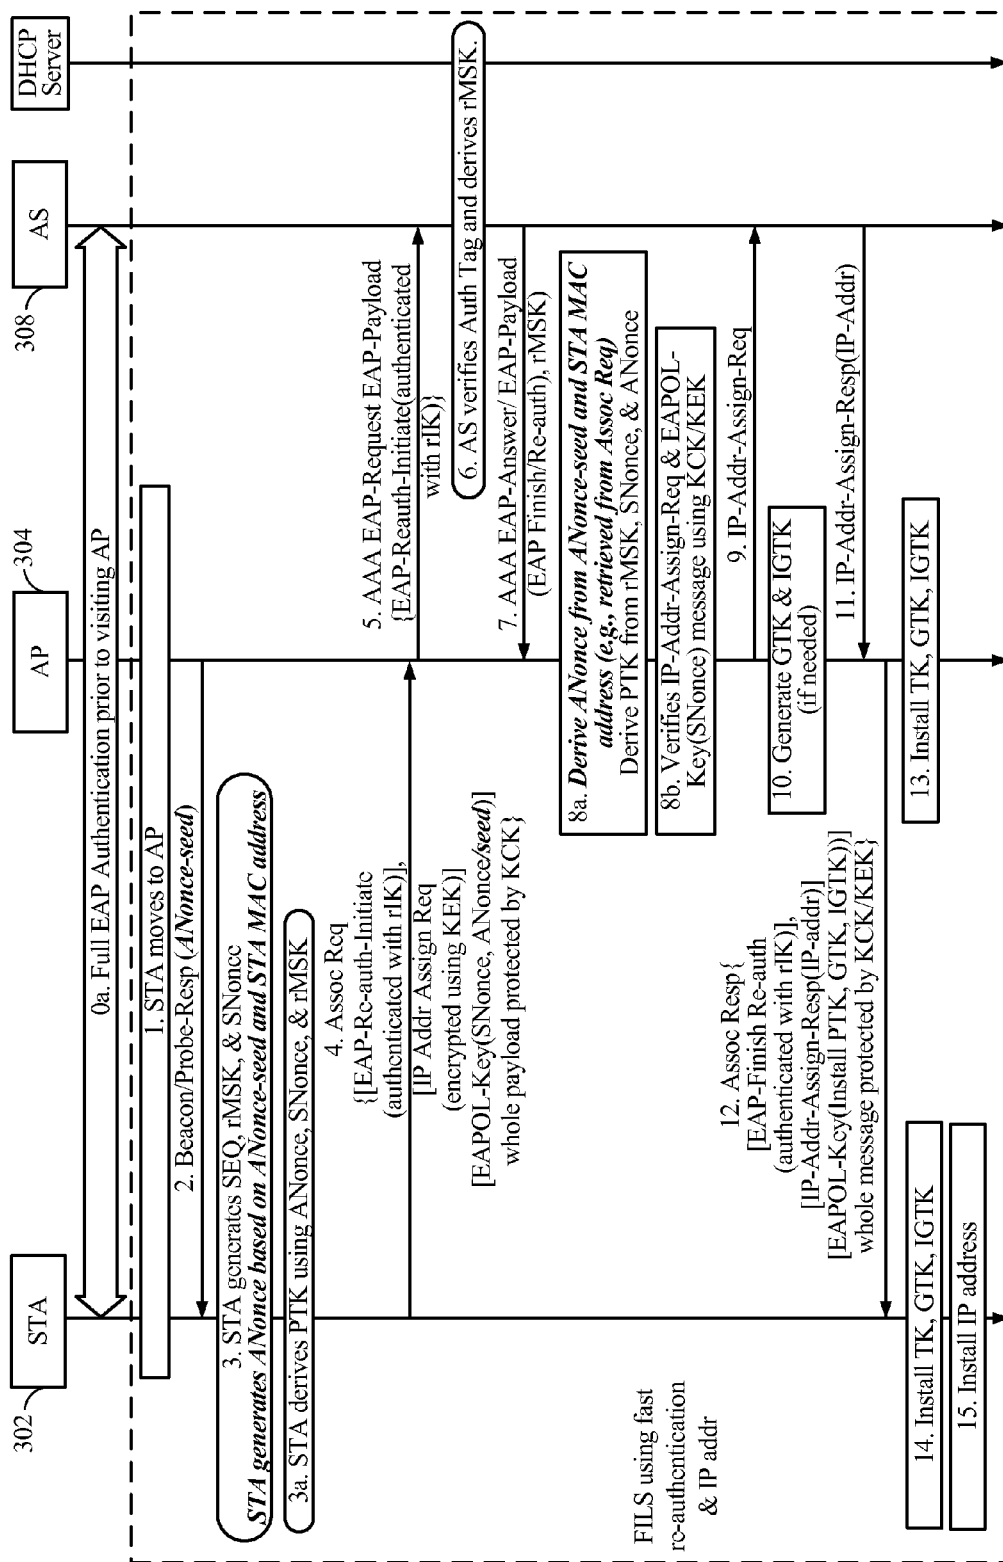 302
STA
AP
304
308
AS
DHCP
Server
0a. Full EAP Authentication prior to visiting AP
1. STA moves to AP
2. Beacon/Probe-Resp (ANonce-seed)
3. STA generates SEQ, rMSK, & SNonce
STA generates ANonce based on ANonce-seed and STA MAC address
3a. STA derives PTK using ANonce, SNonce, & rMSK
4. Assoc Req
{[EAP-Re-auth-Initiate
(authenticated with rIK)],
[IP Addr Assign Req
(encrypted using KEK)]
[EAPOL-Key(SNonce, ANonce/seed)]
whole payload protected by KCK}
5. AAA EAP-Request EAP-Payload
{EAP-Reauth-Initiate(authenticated
with rIK)}
6. AS verifies Auth Tag and derives rMSK.
7. AAA EAP-Answer/ EAP-Payload
(EAP Finish/Re-auth), rMSK)
8a. Derive ANonce from ANonce-seed and STA MAC
address (e.g., retrieved from Assoc Req)
Derive PTK from rMSK, SNonce, & ANonce
8b. Verifies IP-Addr-Assign-Req & EAPOL-
Key(SNonce) message using KCK/KEK
9. IP-Addr-Assign-Req
10. Generate GTK & IGTK
(if needed)
11. IP-Addr-Assign-Resp(IP-Addr)
12. Assoc Resp{
[EAP-Finish Re-auth
(authenticated with rIK)],
[IP-Addr-Assign-Resp(IP-addr)]
[EAPOL-Key(Install PTK, GTK, IGTK))]
whole message protected by KCK/KEK}
13. Install TK, GTK, IGTK
14. Install TK, GTK, IGTK
15. Install IP address
FILS using fast
re-authentication
& IP addr